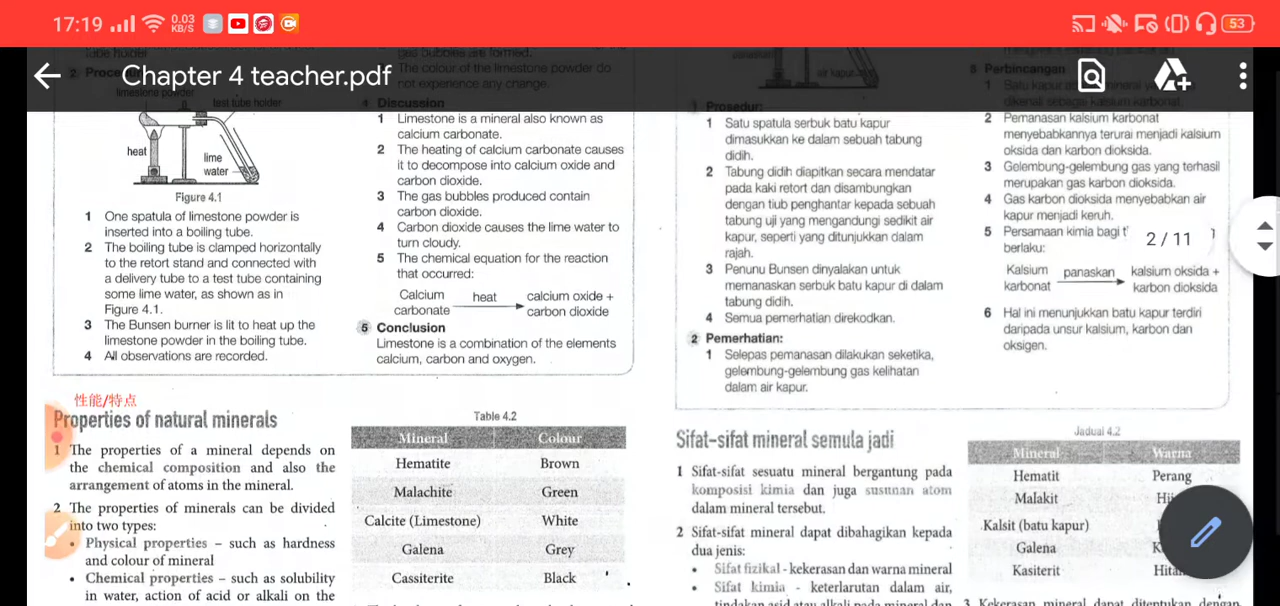 17:19
0.03
KB/S
53
Chapter 4 teacher.pdf
limestone powder
test tube holder
heat
lime
water
Figure 4.1
1 One spatula of limestone powder is
inserted into a boiling tube.
2 The boiling tube is clamped horizontally
to the retort stand and connected with
a delivery tube to a test tube containing
some lime water, as shown as in
Figure 4.1.
3 The Bunsen burner is lit to heat up the
limestone powder in the boiling tube.
4 All observations are recorded.
gas bubbles are formed.
The colour of the limestone powder do
not experience any change.
4 Discussion
1 Limestone is a mineral also known as
calcium carbonate.
2 The heating of calcium carbonate causes
it to decompose into calcium oxide and
carbon dioxide.
3 The gas bubbles produced contain
carbon dioxide.
4 Carbon dioxide causes the lime water to
turn cloudy.
5 The chemical equation for the reaction
that occurred:
Calcium heat calcium oxide +
carbonate carbon dioxide
5 Conclusion
Limestone is a combination of the elements
calcium, carbon and oxygen.
性能/特点
Properties of natural minerals
1 The properties of a mineral depends on
the chemical composition and also the
arrangement of atoms in the mineral.
2 The properties of minerals can be divided
into two types:
• Physical properties – such as hardness
and colour of mineral
• Chemical properties – such as solubility
in water, action of acid or alkali on the
Table 4.2
Mineral Colour
Hematite Brown
Malachite Green
Calcite (Limestone) White
Galena Grey
Cassiterite Black
air kapur
Prosedur:
1 Satu spatula serbuk batu kapur
dimasukkan ke dalam sebuah tabung
didih.
2 Tabung didih diapitkan secara mendatar
pada kaki retort dan disambungkan
dengan tiub penghantar kepada sebuah
tabung uji yang mengandungi sedikit air
kapur, seperti yang ditunjukkan dalam
rajah.
3 Penunu Bunsen dinyalakan untuk
memanaskan serbuk batu kapur di dalam
tabung didih.
4 Semua pemerhatian direkodkan.
2 Pemerhatian:
1 Selepas pemanasan dilakukan seketika,
gelembung-gelembung gas kelihatan
dalam air kapur.
Perbincangan
dikenali sebagai kalsium karbonat.
2 Pemanasan kalsium karbonat
menyebabkannya terurai menjadi kalsium
oksida dan karbon dioksida.
3 Gelembung-gelembung gas yang terhasil
merupakan gas karbon dioksida.
4 Gas karbon dioksida menyebabkan air
kapur menjadi keruh.
5 Persamaan kimia bagi
berlaku:
2 / 11
Kalsium panaskan kalsium oksida +
karbonat karbon dioksida
6 Hal ini menunjukkan batu kapur terdiri
daripada unsur kalsium, karbon dan
oksigen.
Sifat-sifat mineral semula jadi
1 Sifat-sifat sesuatu mineral bergantung pada
komposisi kimia dan juga susunan atom
dalam mineral tersebut.
2 Sifat-sifat mineral dapat dibahagikan kepada
dua jenis:
• Sifat fizikal - kekerasan dan warna mineral
• Sifat kimia - keterlarutan dalam air,
tindakan asid atau alkali pada mineral dan
Jadual 4.2
Mineral Warna
Hematit Perang
Malakit
Kalsit (batu kapur)
Galena
Kasiterit
3 Kekerasan mineral dapat ditentukan dengan